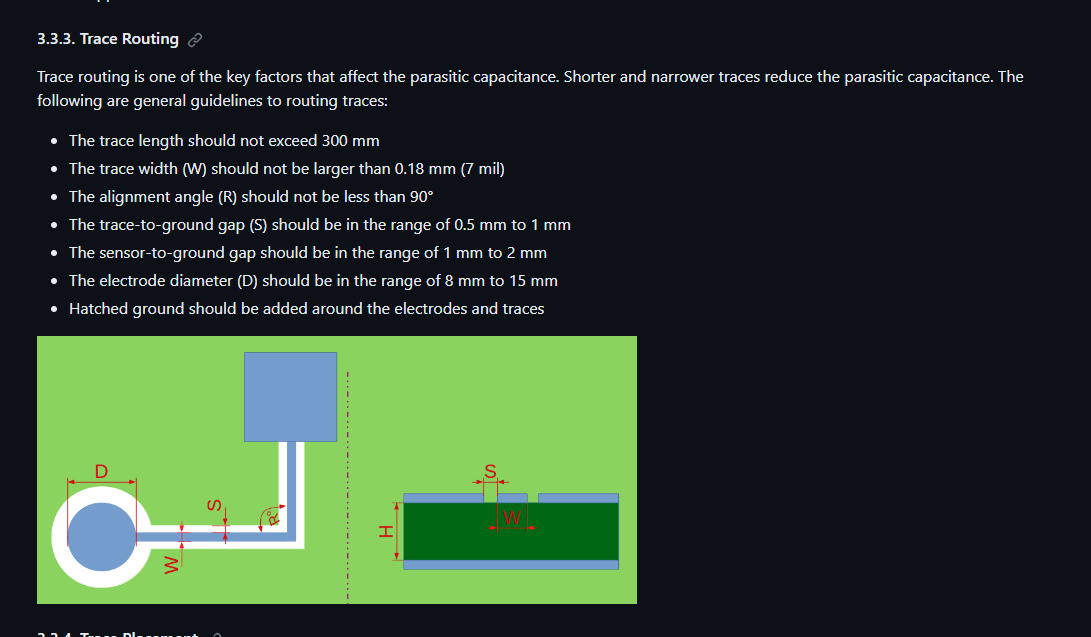 3.3.3. Trace Routing
Trace routing is one of the key factors that affect the parasitic capacitance. Shorter and narrower traces reduce the parasitic capacitance. The
following are general guidelines to routing traces:
The trace length should not exceed 300 mm
The trace width (W) should not be larger than 0.18 mm (7 mil)
The alignment angle (R) should not be less than 90°
The trace-to-ground gap (S) should be in the range of 0.5 mm to 1 mm
The sensor-to-ground gap should be in the range of 1 mm to 2 mm
The electrode diameter (D) should be in the range of 8 mm to 15 mm
Hatched ground should be added around the electrodes and traces
D
S
R°
W
S
W
H
3.3.4. Trace Placement